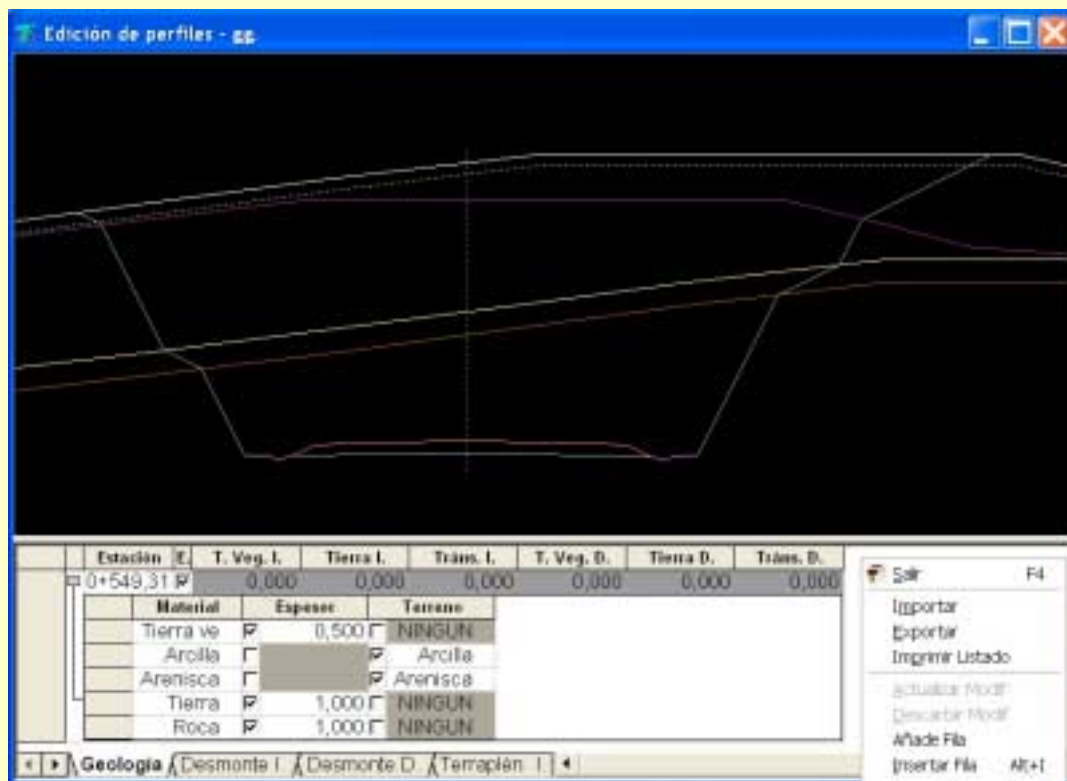 Edición de perfiles - gg
Estación E. T. Veg. I. Tierra I. Tráns. I. T. Veg. D. Tierra D. Tráns. D.
0+549,31 0,000 0,000 0,000 0,000 0,000 0,000
Material Espesor Terreno
Tierra ve 0,500 NINGUN
Arcilla Arcilla
Arenisca Arenisca
Tierra 1,000 NINGUN
Roca 1,000 NINGUN
Geología Desmonte I. Desmonte D. Terraplén I.
Salir F4
Importar
Exportar
Imprimir Listado
Actualizar Modif
Descartar Modif
Añade Fila
Insertar Fila Alt+I